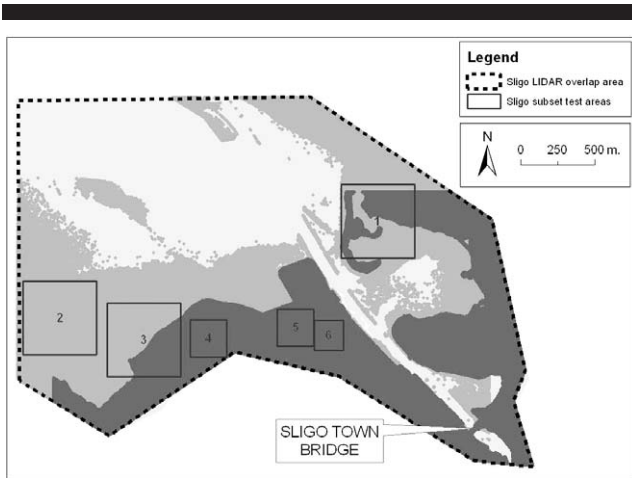 Legend
Sligo LIDAR overlap area
Sligo subset test areas
N
0 250 500 m.
1
2
3
4
5
6
SLIGO TOWN
BRIDGE